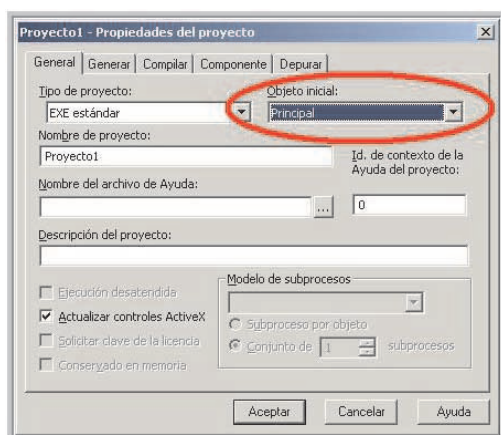 Proyecto1 - Propiedades del proyecto
General Generar Compilar Componente Depurar
Tipo de proyecto:
Objeto inicial:
EXE estándar
Principal
Nombre de proyecto:
Proyecto1
Id. de contexto de la
Ayuda del proyecto:
Nombre del archivo de Ayuda:
...
0
Descripción del proyecto:
Ejecución desatendida
Actualizar controles ActiveX
Solicitar clave de la licencia
Conservado en memoria
Modelo de subprocesos
Subproceso por objeto
Conjunto de 1 subprocesos
Aceptar Cancelar Ayuda